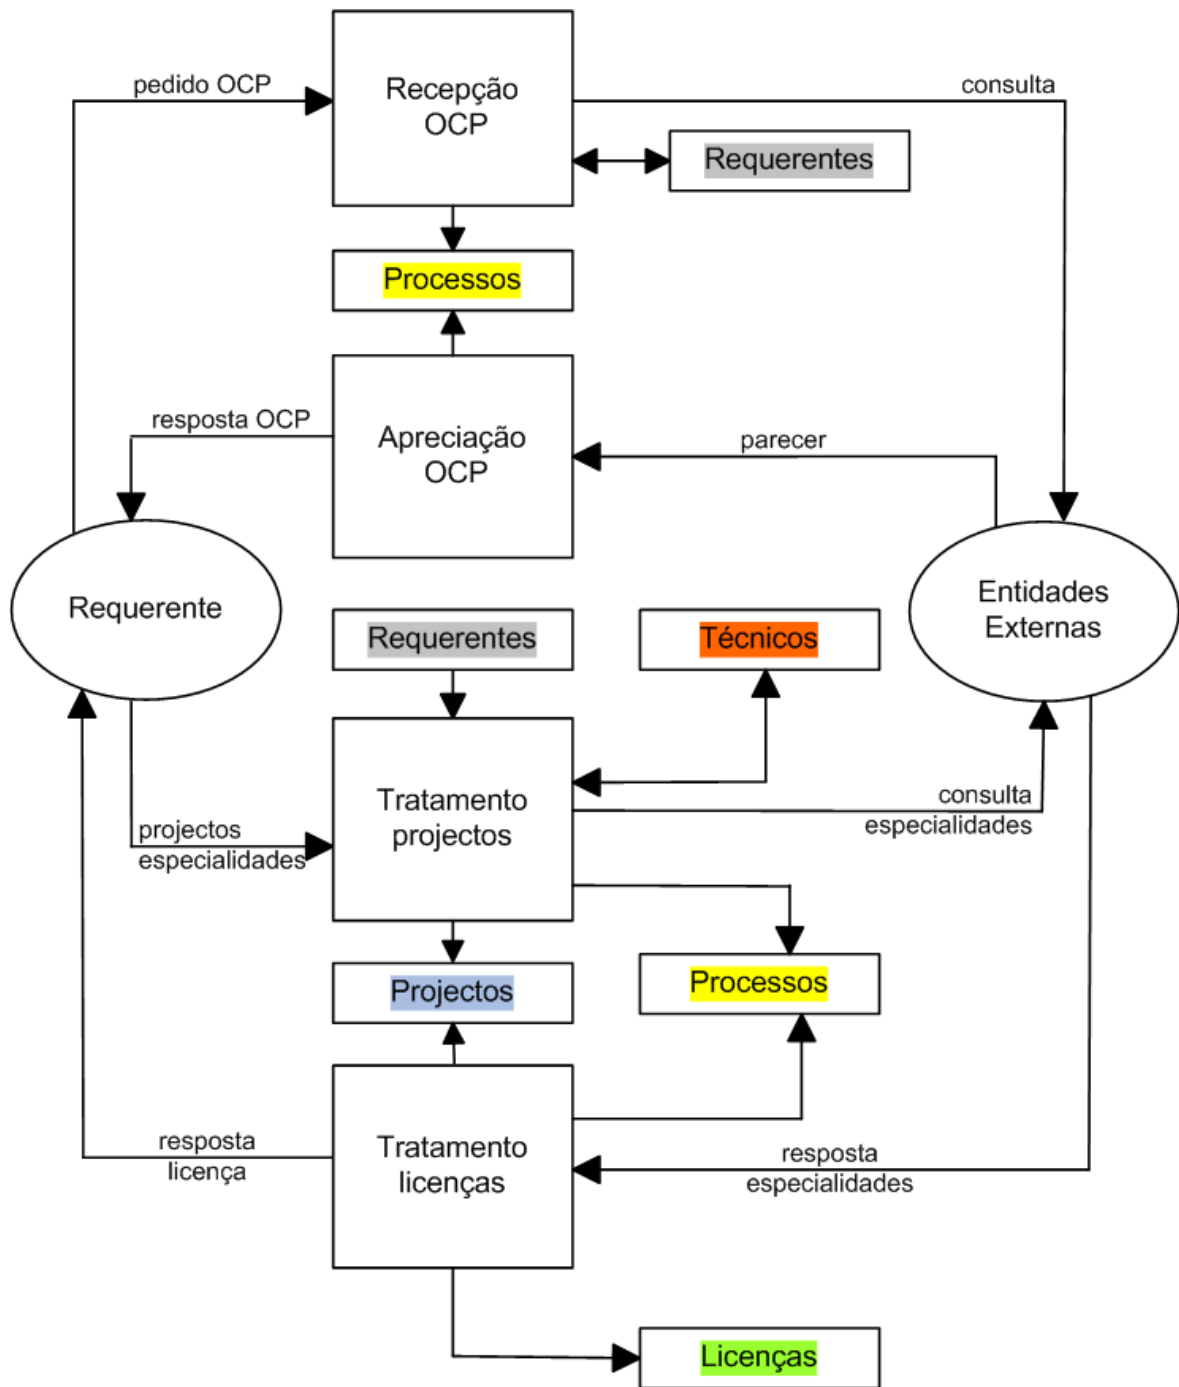 pedido OCP
Recepção
OCP
consulta
Requerentes
Processos
resposta OCP
Apreciação
OCP
parecer
Requerente
Entidades
Externas
Requerentes
Técnicos
Tratamento
projectos
consulta
especialidades
projectos
especialidades
Projectos
Processos
resposta
licença
Tratamento
licenças
resposta
especialidades
Licenças